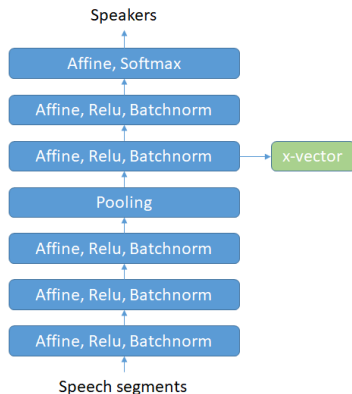 Speakers
Affine, Softmax
Affine, Relu, Batchnorm
Affine, Relu, Batchnorm
x-vector
Pooling
Affine, Relu, Batchnorm
Affine, Relu, Batchnorm
Affine, Relu, Batchnorm
Speech segments